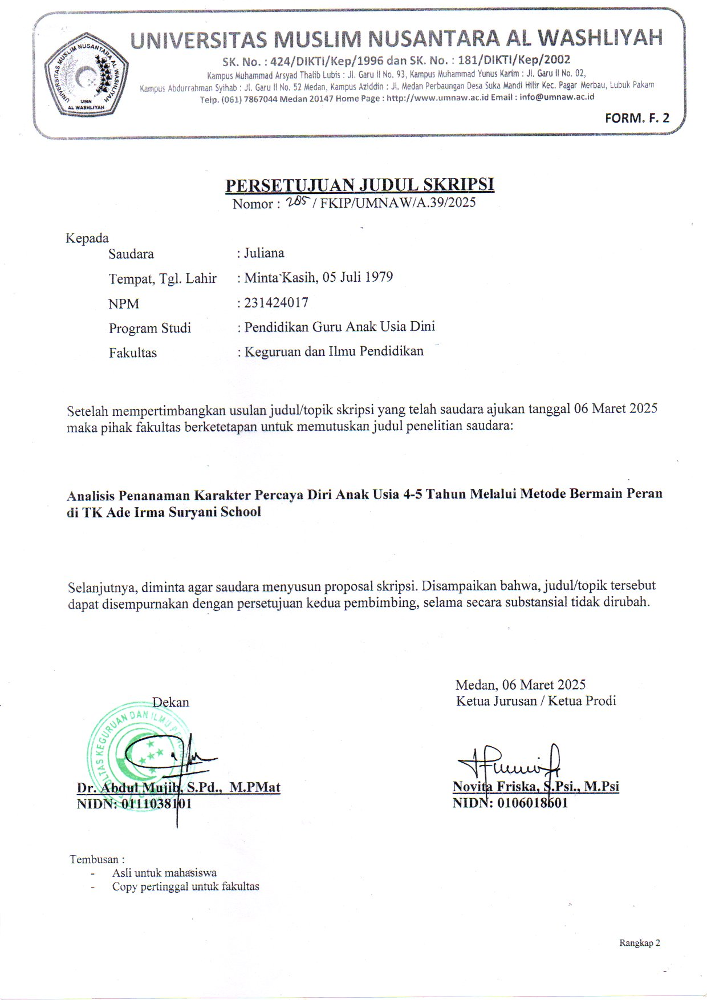 UNIVERSITAS MUSLIM NUSANTARA AL WASHLIYAH
SK. No. : 424/DIKTI/Kep/1996 dan SK. No. : 181/DIKTI/Kep/2002
Kampus Muhammad Arsyad Thalib Lubis : Jl. Garu II No. 93, Kampus Muhammad Yunus Karim : Jl. Garu II No. 02,
Kampus Abdurrahman Syihab : Jl. Garu II No. 52 Medan, Kampus Aziddin : Jl. Medan Perbaungan Desa Suka Mandi Hilir Kec. Pagar Merbau, Lubuk Pakam
Telp. (061) 7867044 Medan 20147 Home Page : http://www.umnaw.ac.id Email : info@umnaw.ac.id
UNIVERSITAS MUSLIM NUSANTARA AL WASHLIYAH
UMN
AL WASHLIYAH
FORM. F. 2
PERSETUJUAN JUDUL SKRIPSI
Nomor : 285 / FKIP/UMNAW/A.39/2025
Kepada
Saudara : Juliana
Tempat, Tgl. Lahir : Minta Kasih, 05 Juli 1979
NPM : 231424017
Program Studi : Pendidikan Guru Anak Usia Dini
Fakultas : Keguruan dan Ilmu Pendidikan
Setelah mempertimbangkan usulan judul/topik skripsi yang telah saudara ajukan tanggal 06 Maret 2025
maka pihak fakultas berketetapan untuk memutuskan judul penelitian saudara:
Analisis Penanaman Karakter Percaya Diri Anak Usia 4-5 Tahun Melalui Metode Bermain Peran
di TK Ade Irma Suryani School
Selanjutnya, diminta agar saudara menyusun proposal skripsi. Disampaikan bahwa, judul/topik tersebut
dapat disempurnakan dengan persetujuan kedua pembimbing, selama secara substansial tidak dirubah.
Medan, 06 Maret 2025
Dekan
Ketua Jurusan / Ketua Prodi
KEGURUAN DAN ILMU
Dr. Abdul Mujib, S.Pd., M.PMat
NIDN: 0111038101
Novita Friska, S.Psi., M.Psi
NIDN: 0106018601
Tembusan :
- Asli untuk mahasiswa
- Copy pertinggal untuk fakultas
Rangkap 2